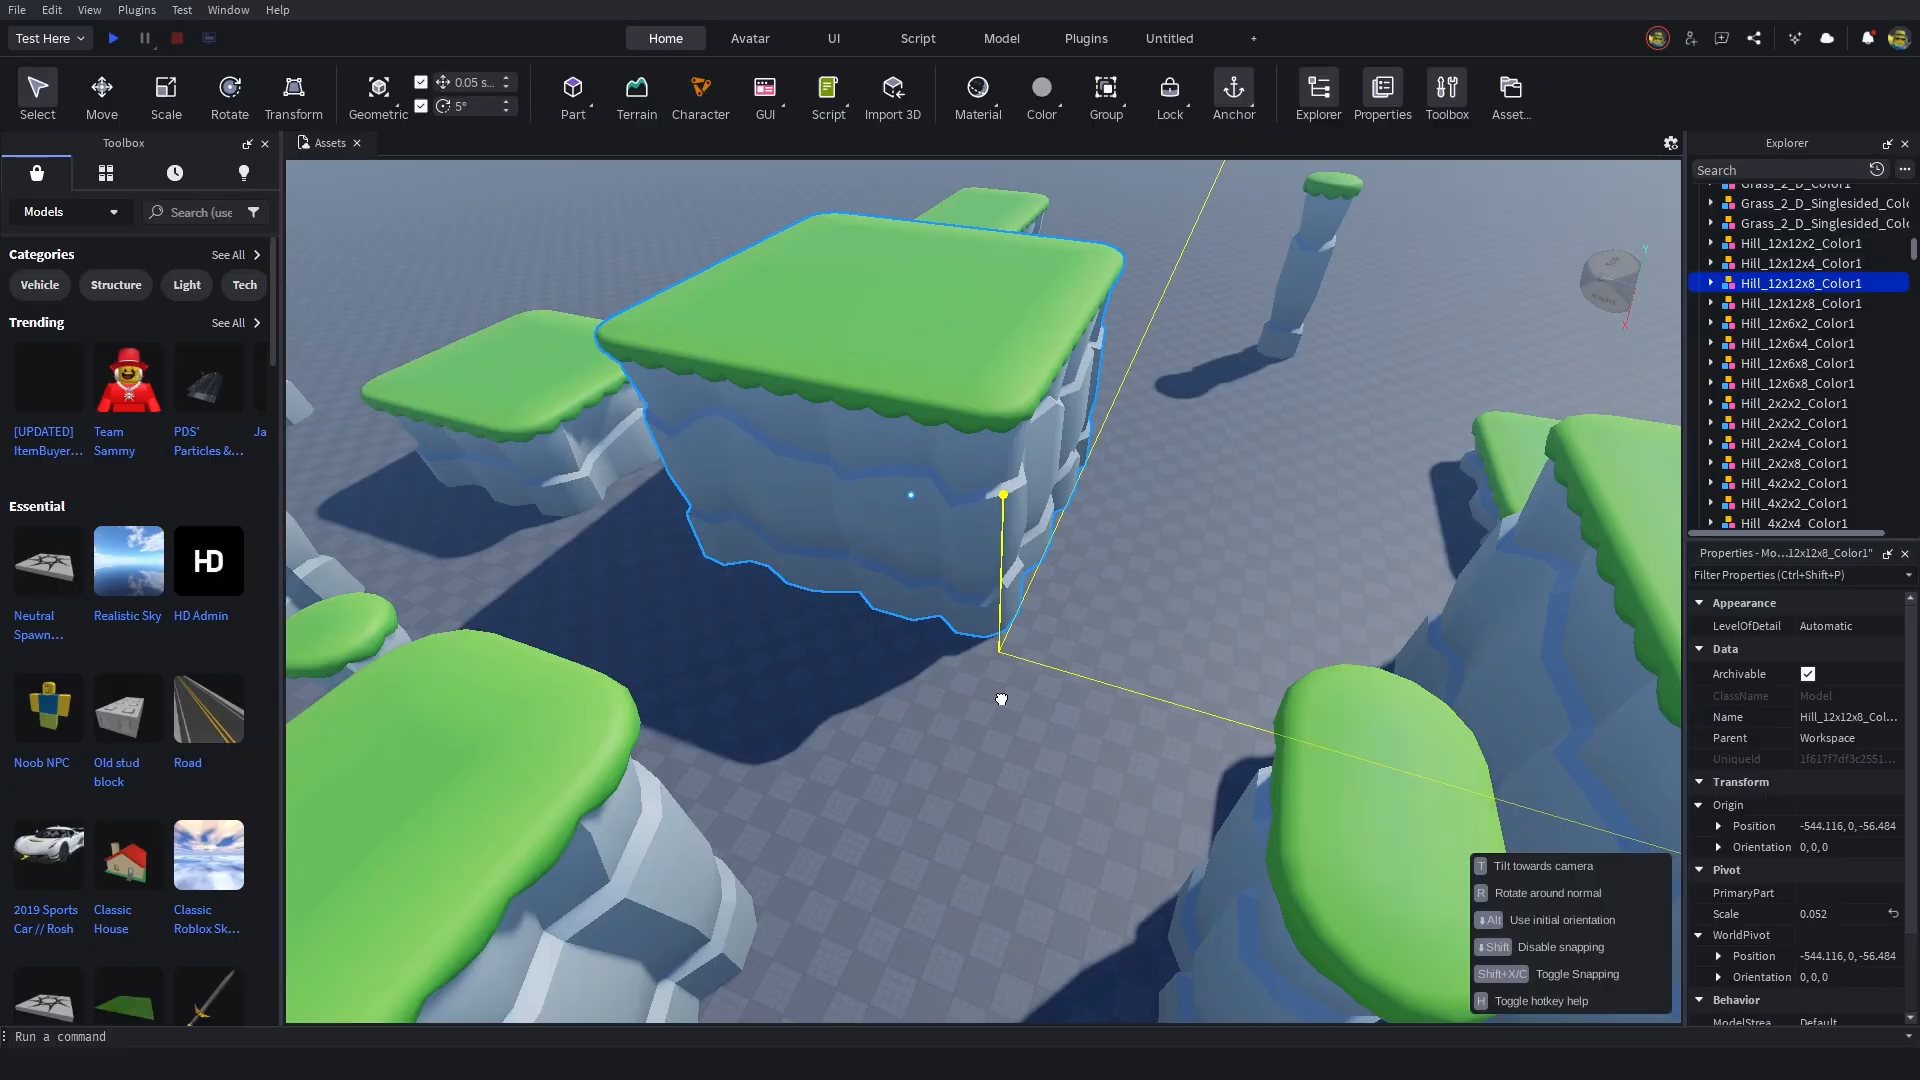 File Edit View Plugins Test Window Help
Test Here
Home Avatar UI Script Model Plugins Untitled +
Select Move Scale Rotate Transform Geometric 0.05 s... 5° Part Terrain Character GUI Script Import 3D Material Color Group Lock Anchor Explorer Properties Toolbox Asset...
Toolbox
Models
Search (use
Categories See All
Vehicle Structure Light Tech
Trending See All
[UPDATED] ItemBuyer...
Team Sammy
PDS' Particles &...
Ja
Essential
Neutral Spawn...
Realistic Sky
HD
HD Admin
Noob NPC
Old stud block
Road
2019 Sports Car // Rosh
Classic House
Classic Roblox Sk...
Run a command
Assets
Y
X
T Tilt towards camera
R Rotate around normal
Alt Use initial orientation
Shift Disable snapping
Shift+X/C Toggle Snapping
H Toggle hotkey help
Explorer
Search
Grass_2_D_Color1
Grass_2_D_Singlesided_Colo
Grass_2_D_Singlesided_Colo
Hill_12x12x2_Color1
Hill_12x12x4_Color1
Hill_12x12x8_Color1
Hill_12x12x8_Color1
Hill_12x6x2_Color1
Hill_12x6x4_Color1
Hill_12x6x8_Color1
Hill_12x6x8_Color1
Hill_2x2x2_Color1
Hill_2x2x2_Color1
Hill_2x2x4_Color1
Hill_2x2x8_Color1
Hill_4x2x2_Color1
Hill_4x2x2_Color1
Hill_4x2x4_Color1
Properties - Mo...12x12x8_Color1"
Filter Properties (Ctrl+Shift+P)
Appearance
LevelOfDetail Automatic
Data
Archivable
ClassName Model
Name Hill_12x12x8_Col...
Parent Workspace
UniqueId 1f617f7df3c2551...
Transform
Origin
Position -544.116, 0, -56.484
Orientation 0, 0, 0
Pivot
PrimaryPart
Scale 0.052
WorldPivot
Position -544.116, 0, -56.484
Orientation 0, 0, 0
Behavior
ModelStrea Default